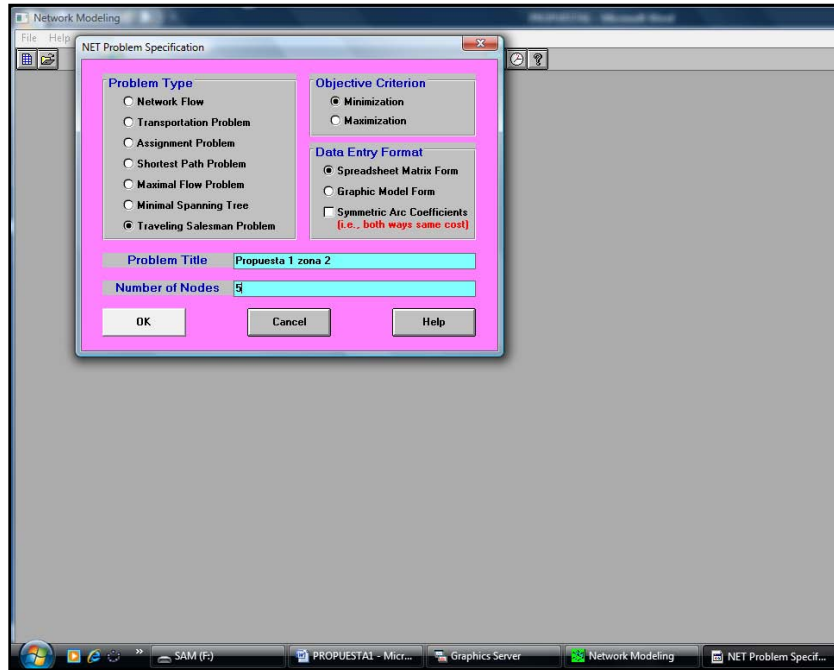 Network Modeling
PROPUESTA1 - Microsoft Word
File Help
NET Problem Specification
Problem Type
Network Flow
Transportation Problem
Assignment Problem
Shortest Path Problem
Maximal Flow Problem
Minimal Spanning Tree
Traveling Salesman Problem
Objective Criterion
Minimization
Maximization
Data Entry Format
Spreadsheet Matrix Form
Graphic Model Form
Symmetric Arc Coefficients
(i.e., both ways same cost)
Problem Title Propuesta 1 zona 2
Number of Nodes 5
OK Cancel Help
» SAM (F:) PROPUESTA1 - Micr... Graphics Server Network Modeling NET Problem Specif...